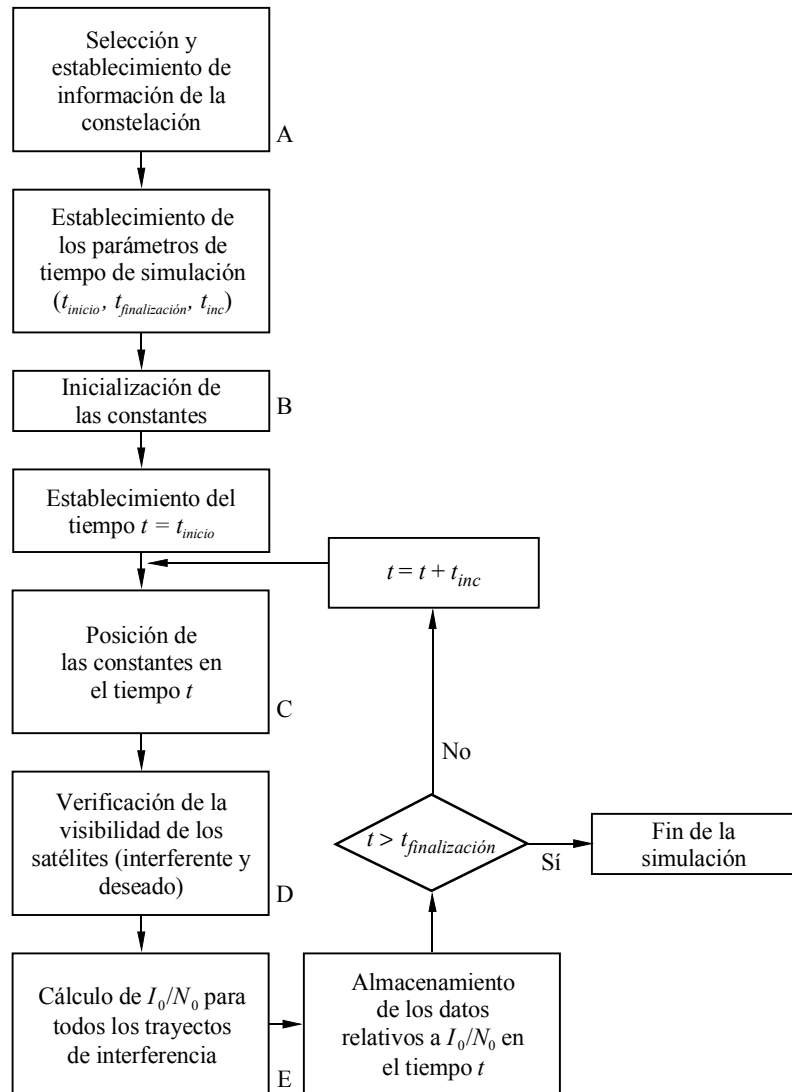 Selección y
establecimiento de
información de la
constelación
A
Establecimiento de
los parámetros de
tiempo de simulación
(t_inicio, t_finalización, t_inc)
Inicialización de
las constantes
B
Establecimiento del
tiempo t = t_inicio
t = t + t_inc
Posición de
las constantes en
el tiempo t
C
No
Verificación de la
visibilidad de los
satélites (interferente y
deseado)
D
t > t_finalización
Sí
Fin de la
simulación
Cálculo de I₀/N₀ para
todos los trayectos
de interferencia
E
Almacenamiento
de los datos
relativos a I₀/N₀ en
el tiempo t